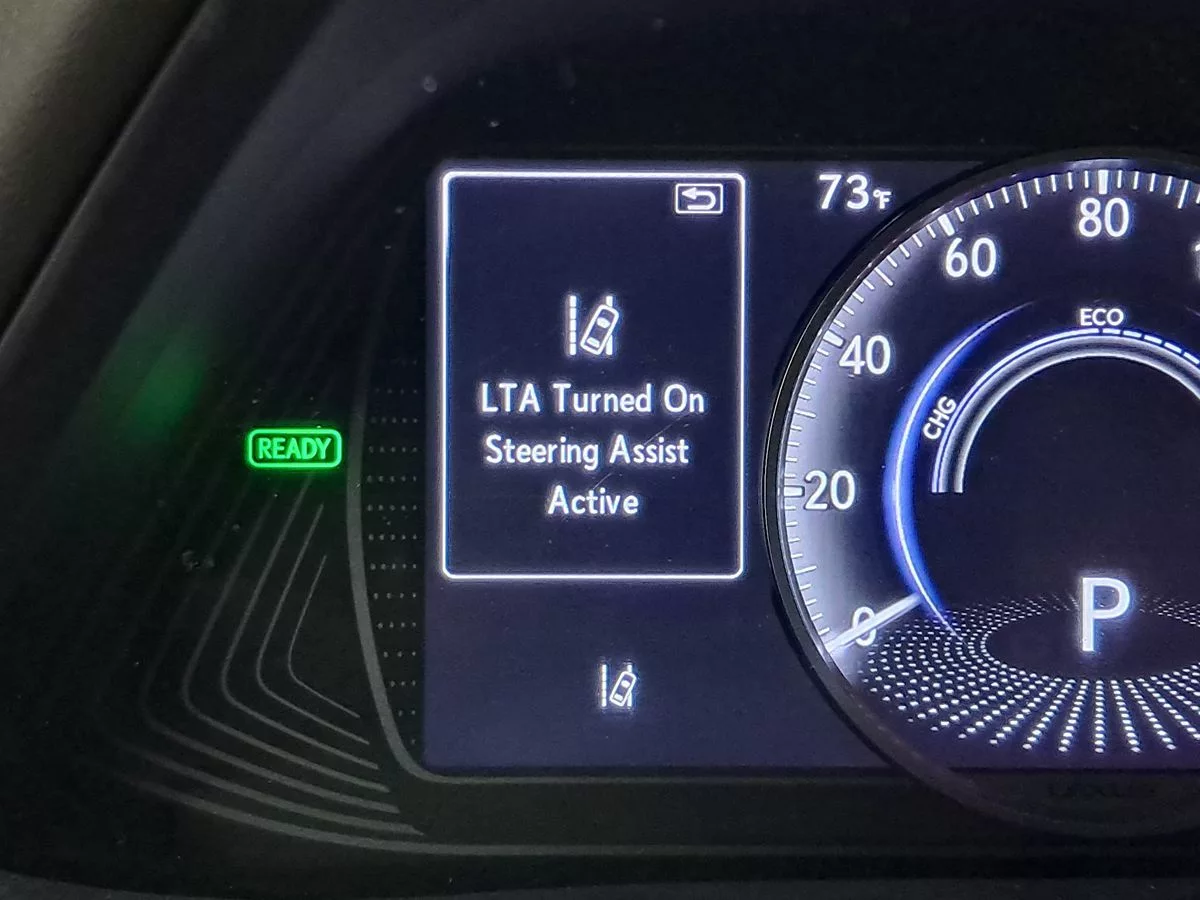 73°F
LTA Turned On
Steering Assist
Active
READY
80
60
40
20
0
ECO
CHG
P